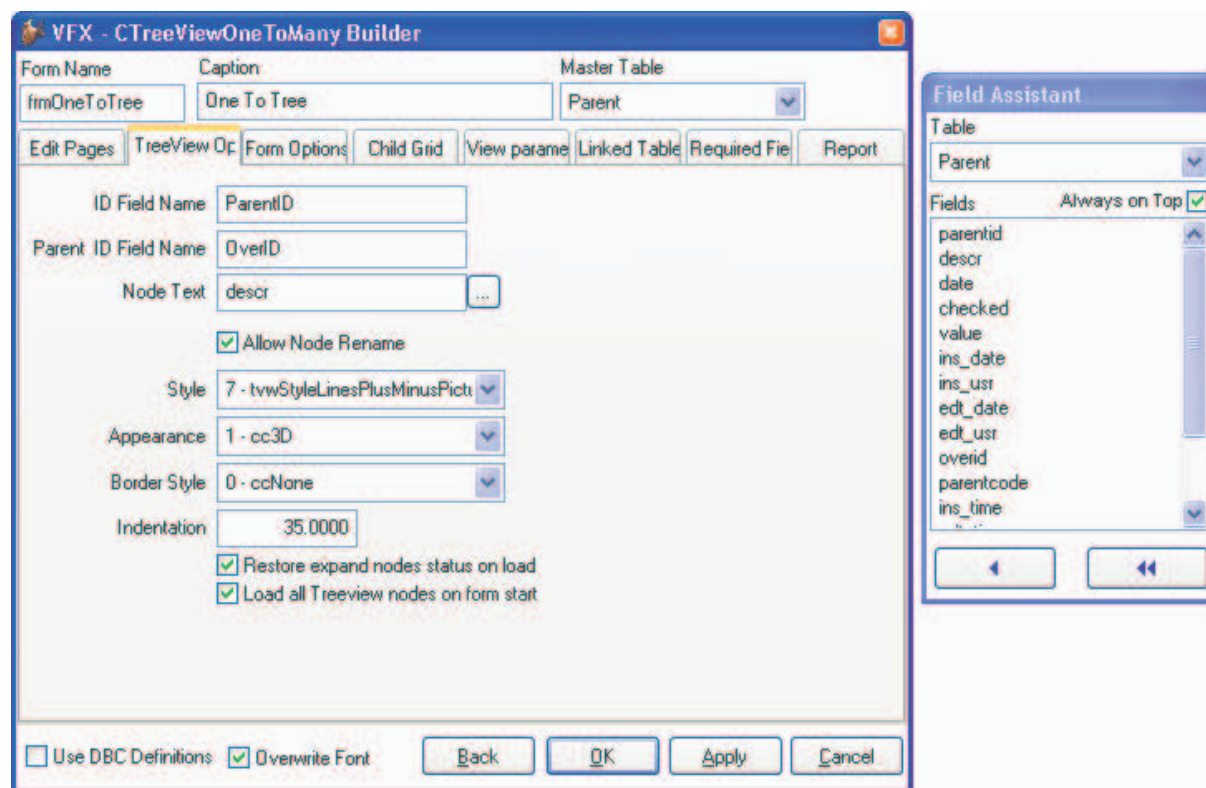 VFX - CTreeViewOneToMany Builder
Form Name Caption Master Table
frmOneToTree One To Tree Parent
Edit Pages TreeView Op Form Options Child Grid View parame Linked Table Required Fie Report
ID Field Name ParentID
Parent ID Field Name OverID
Node Text descr ...
Allow Node Rename
Style 7 - tvwStyleLinesPlusMinusPictu
Appearance 1 - cc3D
Border Style 0 - ccNone
Indentation 35.0000
Restore expand nodes status on load
Load all Treeview nodes on form start
Use DBC Definitions Overwrite Font Back OK Apply Cancel
Field Assistant
Table
Parent
Fields Always on Top
parentid
descr
date
checked
value
ins_date
ins_usr
edt_date
edt_usr
overid
parentcode
ins_time